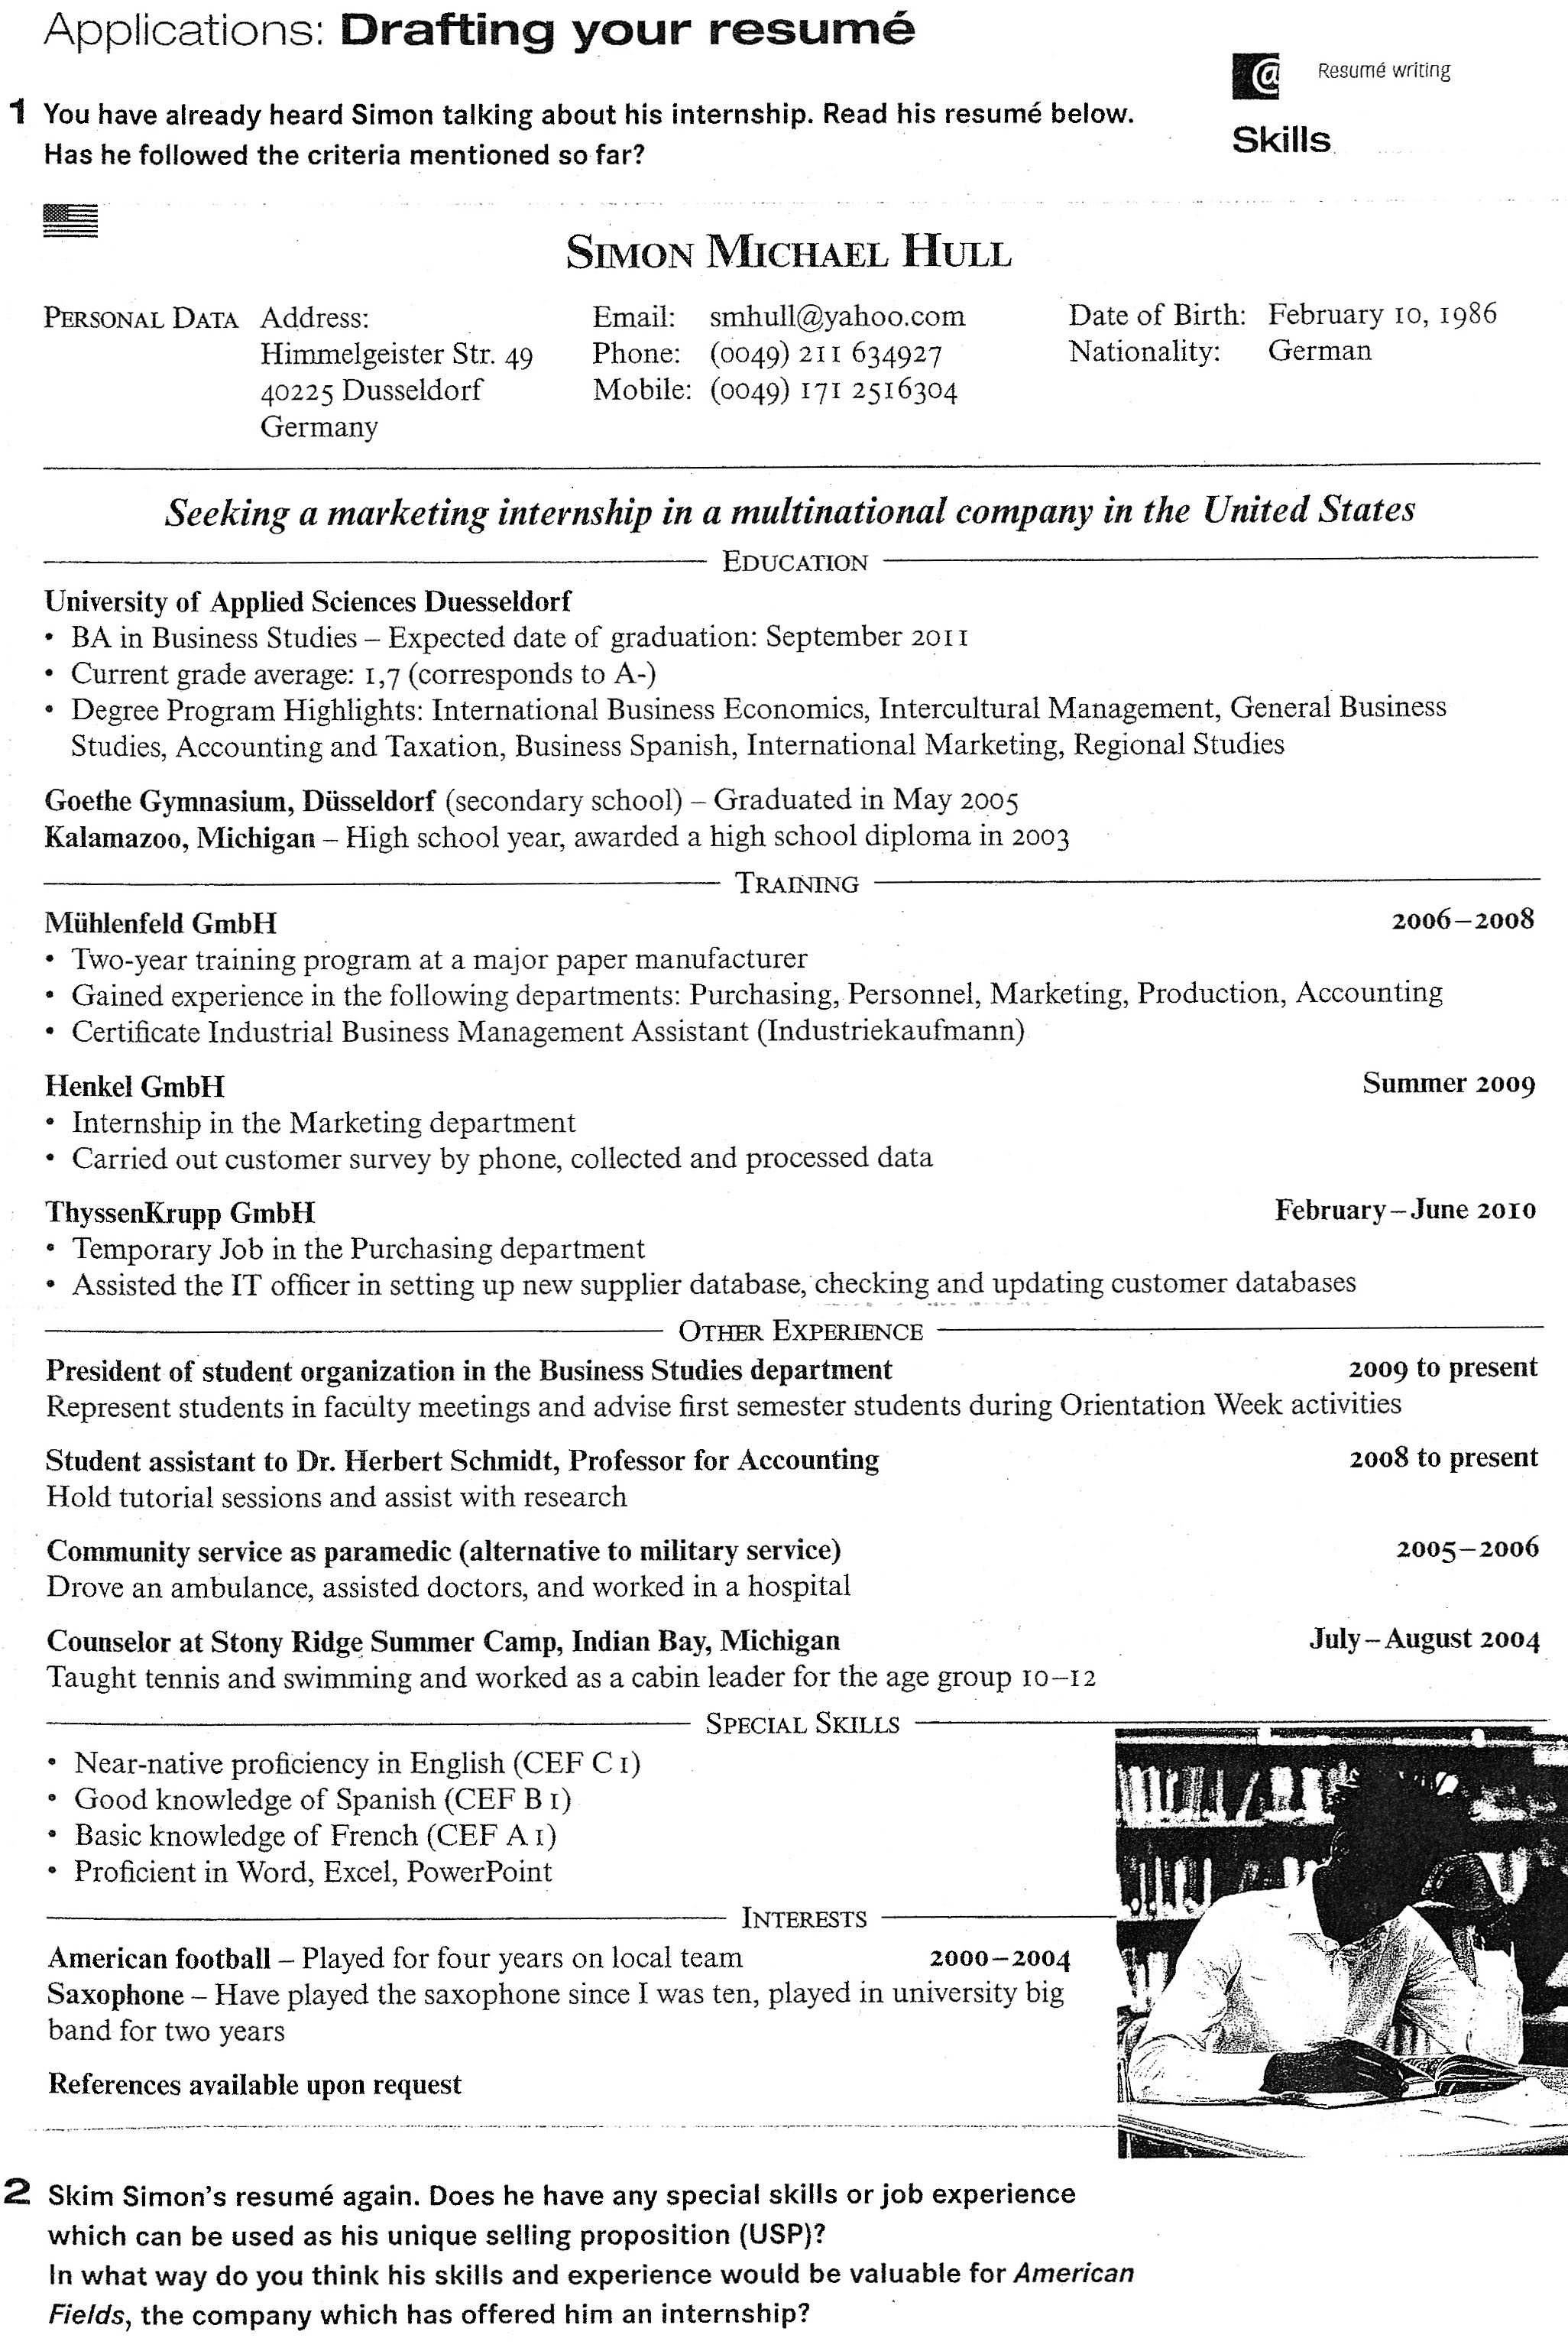 Applications: Drafting your resumé
@ Resumé writing
Skills
1 You have already heard Simon talking about his internship. Read his resumé below.
Has he followed the criteria mentioned so far?
SIMON MICHAEL HULL
PERSONAL DATA Address: Email: smhull@yahoo.com Date of Birth: February 10, 1986
Himmelgeister Str. 49 Phone: (0049) 211 634927 Nationality: German
40225 Dusseldorf Mobile: (0049) 171 2516304
Germany
Seeking a marketing internship in a multinational company in the United States
EDUCATION
University of Applied Sciences Duesseldorf
• BA in Business Studies – Expected date of graduation: September 2011
• Current grade average: 1,7 (corresponds to A-)
• Degree Program Highlights: International Business Economics, Intercultural Management, General Business
Studies, Accounting and Taxation, Business Spanish, International Marketing, Regional Studies
Goethe Gymnasium, Düsseldorf (secondary school) – Graduated in May 2005
Kalamazoo, Michigan – High school year, awarded a high school diploma in 2003
TRAINING
Mühlenfeld GmbH 2006–2008
• Two-year training program at a major paper manufacturer
• Gained experience in the following departments: Purchasing, Personnel, Marketing, Production, Accounting
• Certificate Industrial Business Management Assistant (Industriekaufmann)
Henkel GmbH Summer 2009
• Internship in the Marketing department
• Carried out customer survey by phone, collected and processed data
ThyssenKrupp GmbH February–June 2010
• Temporary Job in the Purchasing department
• Assisted the IT officer in setting up new supplier database, checking and updating customer databases
OTHER EXPERIENCE
President of student organization in the Business Studies department 2009 to present
Represent students in faculty meetings and advise first semester students during Orientation Week activities
Student assistant to Dr. Herbert Schmidt, Professor for Accounting 2008 to present
Hold tutorial sessions and assist with research
Community service as paramedic (alternative to military service) 2005–2006
Drove an ambulance, assisted doctors, and worked in a hospital
Counselor at Stony Ridge Summer Camp, Indian Bay, Michigan July–August 2004
Taught tennis and swimming and worked as a cabin leader for the age group 10–12
SPECIAL SKILLS
• Near-native proficiency in English (CEF C1)
• Good knowledge of Spanish (CEF B1)
• Basic knowledge of French (CEF A1)
• Proficient in Word, Excel, PowerPoint
INTERESTS
American football – Played for four years on local team 2000–2004
Saxophone – Have played the saxophone since I was ten, played in university big
band for two years
References available upon request
2 Skim Simon's resumé again. Does he have any special skills or job experience
which can be used as his unique selling proposition (USP)?
In what way do you think his skills and experience would be valuable for American
Fields, the company which has offered him an internship?